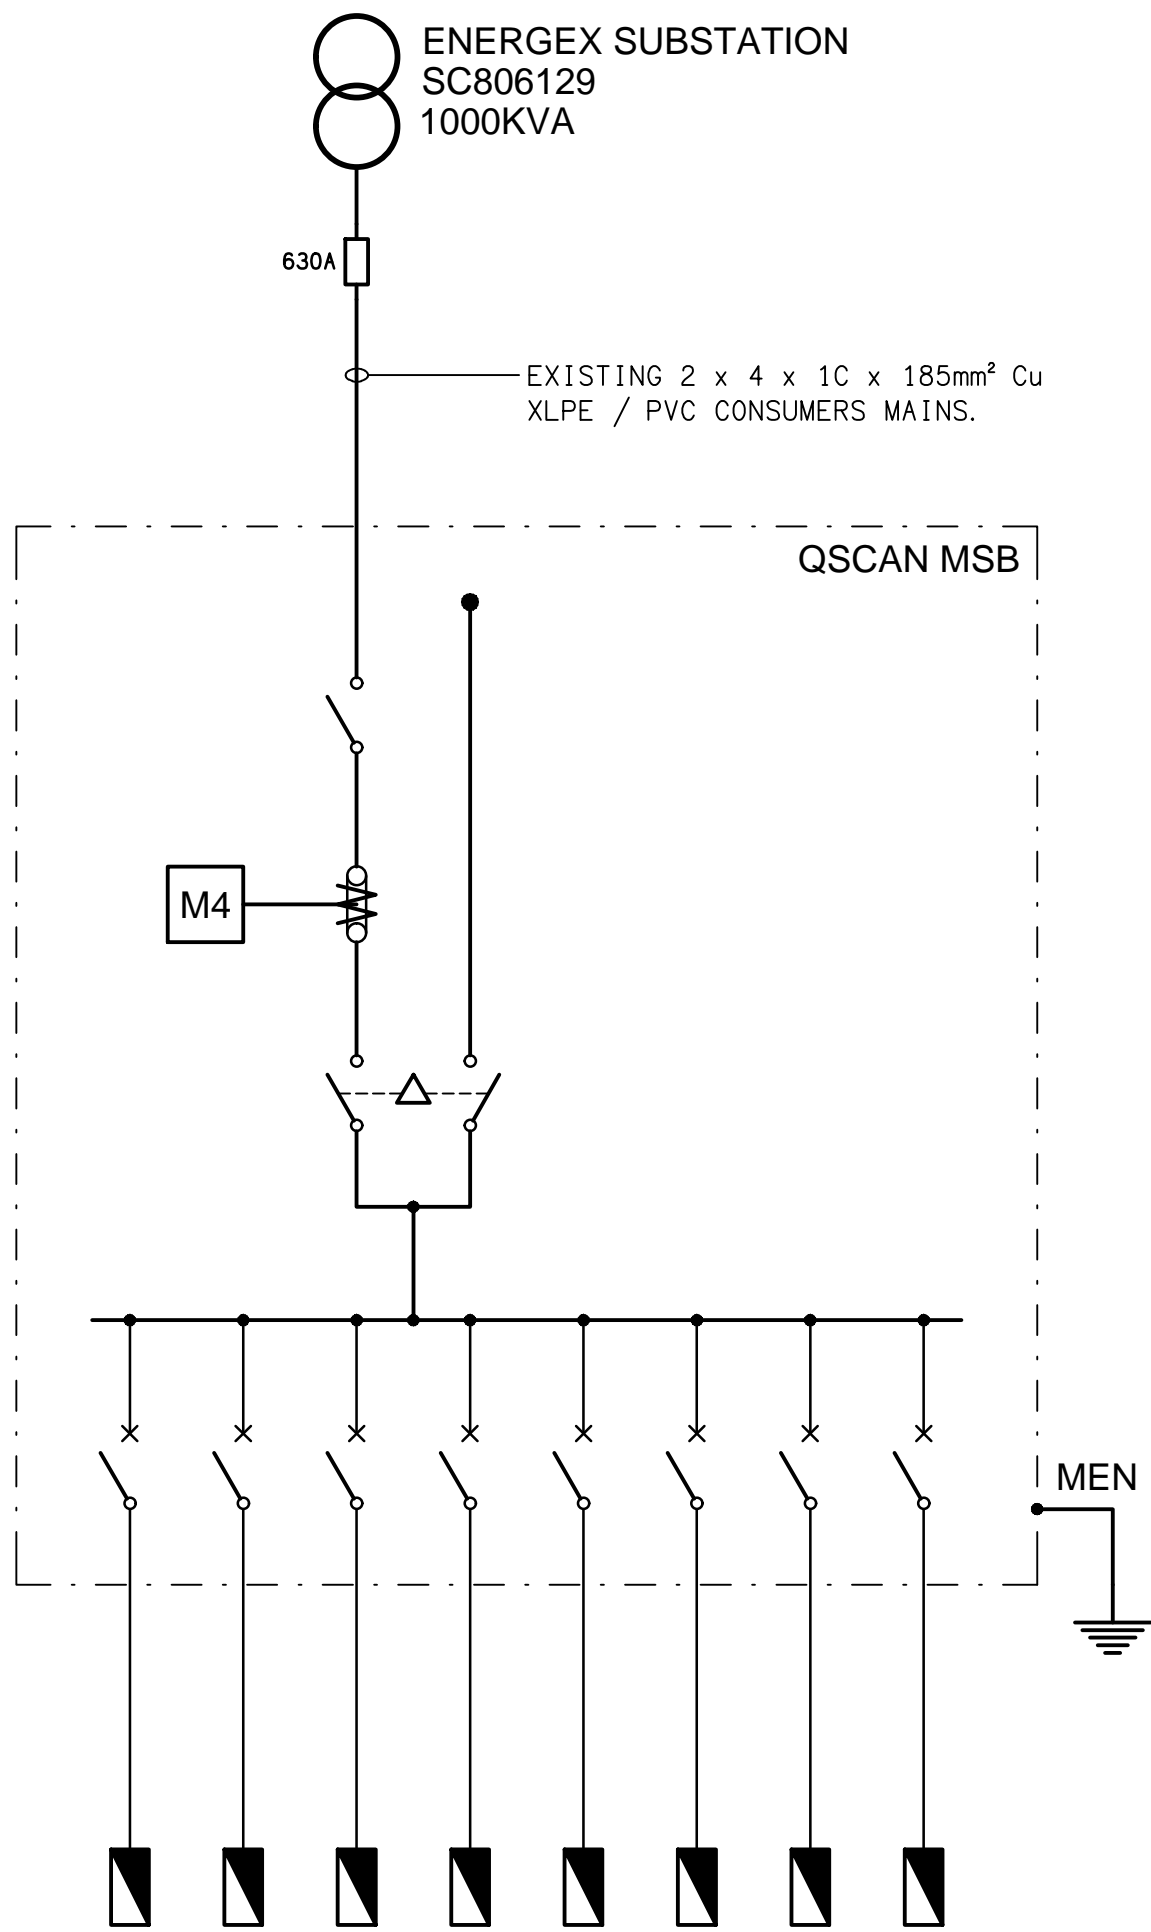 ENERGEX SUBSTATION
SC806129
1000KVA
630A
EXISTING 2 x 4 x 1C x 185mm² Cu
XLPE / PVC CONSUMERS MAINS.
QSCAN MSB
M4
MEN